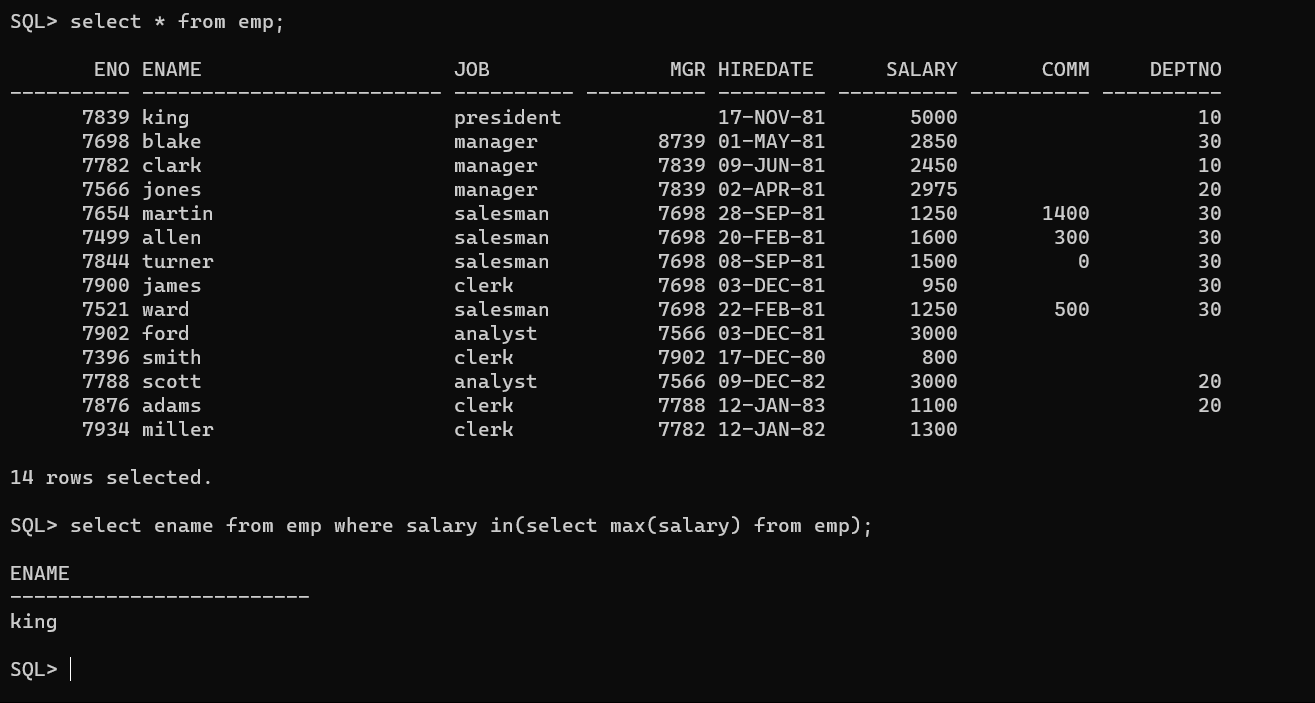 SQL> select * from emp;
       ENO ENAME                     JOB               MGR HIREDATE      SALARY       COMM     DEPTNO
---------- ------------------------- ---------- ---------- --------- ---------- ---------- ----------
      7839 king                      president             17-NOV-81       5000                    10
      7698 blake                     manager          8739 01-MAY-81       2850                    30
      7782 clark                     manager          7839 09-JUN-81       2450                    10
      7566 jones                     manager          7839 02-APR-81       2975                    20
      7654 martin                    salesman         7698 28-SEP-81       1250       1400         30
      7499 allen                     salesman         7698 20-FEB-81       1600        300         30
      7844 turner                    salesman         7698 08-SEP-81       1500          0         30
      7900 james                     clerk            7698 03-DEC-81        950                    30
      7521 ward                      salesman         7698 22-FEB-81       1250        500         30
      7902 ford                      analyst          7566 03-DEC-81       3000
      7396 smith                     clerk            7902 17-DEC-80        800
      7788 scott                     analyst          7566 09-DEC-82       3000                    20
      7876 adams                     clerk            7788 12-JAN-83       1100                    20
      7934 miller                    clerk            7782 12-JAN-82       1300
14 rows selected.
SQL> select ename from emp where salary in(select max(salary) from emp);
ENAME
-------------------------
king
SQL>